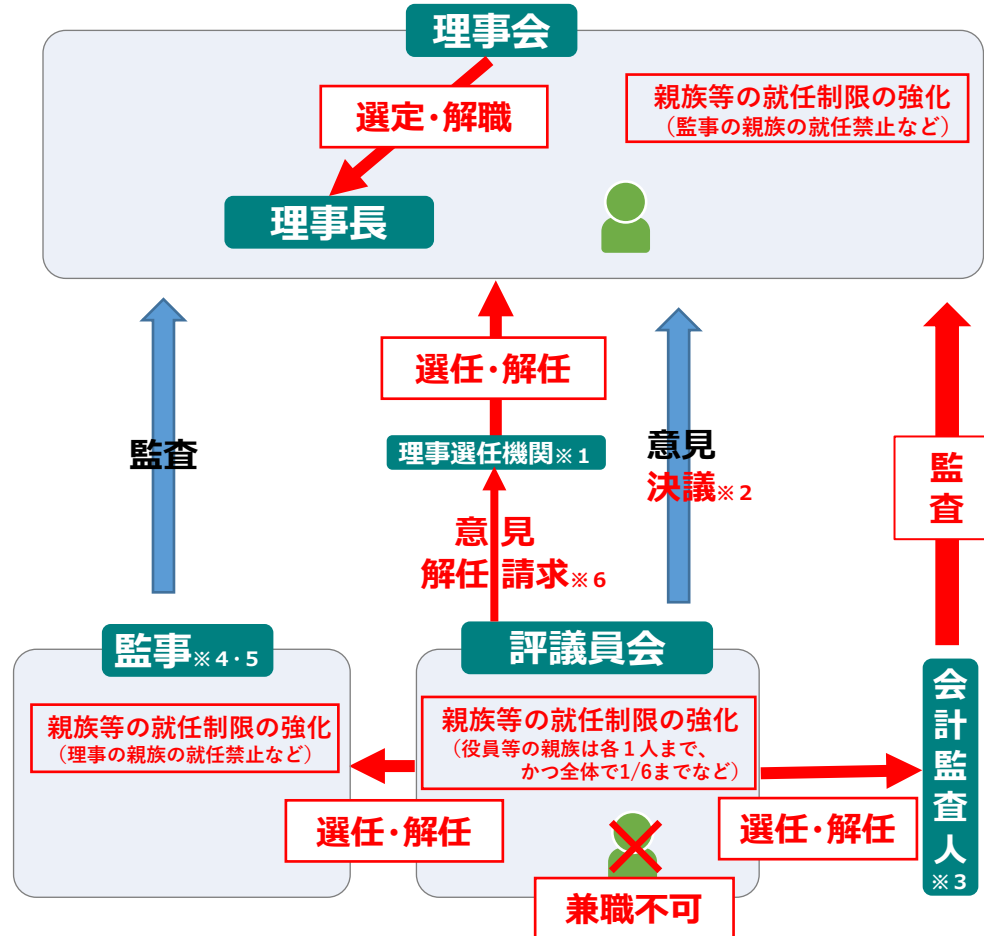 理事会
選定・解職
親族等の就任制限の強化
（監事の親族の就任禁止など）
理事長
選任・解任
監査
理事選任機関※１
意見
決議※２
監
査
意見
解任請求※６
監事※４・５
評議員会
親族等の就任制限の強化
（理事の親族の就任禁止など）
親族等の就任制限の強化
（役員等の親族は各１人まで、
かつ全体で1/6までなど）
会
計
監
査
人
※３
選任・解任
選任・解任
兼職不可